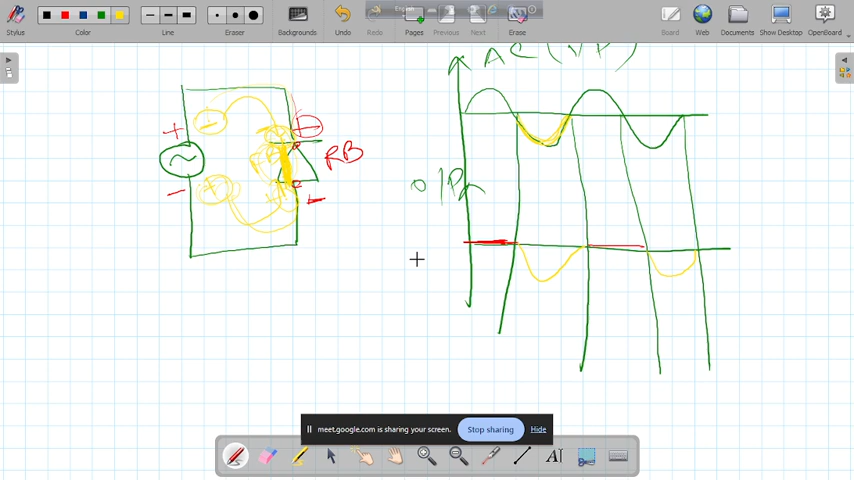 English
Stylus
Color
Line
Eraser
Backgrounds
Undo
Redo
Pages
Previous
Next
Erase
Board
Web
Documents
Show Desktop
OpenBoard
AC (I/P)
+
-
+
+
RB
-
O/P
meet.google.com is sharing your screen.
Stop sharing
Hide